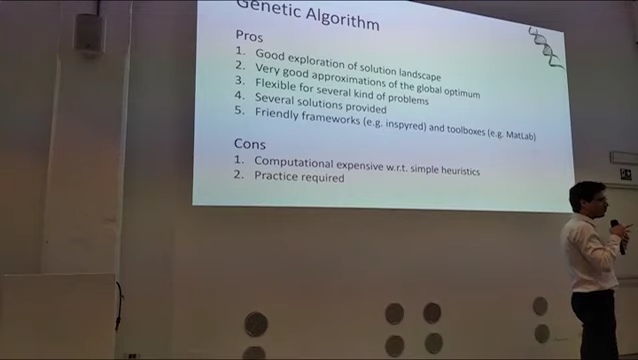 Genetic Algorithm
Pros
1. Good exploration of solution landscape
2. Very good approximations of the global optimum
3. Flexible for several kind of problems
4. Several solutions provided
5. Friendly frameworks (e.g. inspyred) and toolboxes (e.g. MatLab)
Cons
1. Computational expensive w.r.t. simple heuristics
2. Practice required